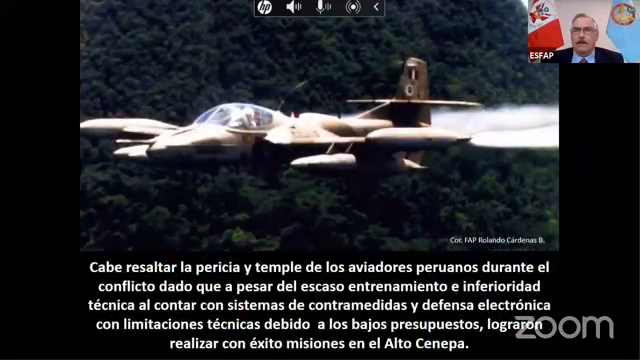 hp
ESFAP
Cor. FAP Rolando Cárdenas B.
Cabe resaltar la pericia y temple de los aviadores peruanos durante el
conflicto dado que a pesar del escaso entrenamiento e inferioridad
técnica al contar con sistemas de contramedidas y defensa electrónica
con limitaciones técnicas debido a los bajos presupuestos, lograron
realizar con éxito misiones en el Alto Cenepa.
zoom